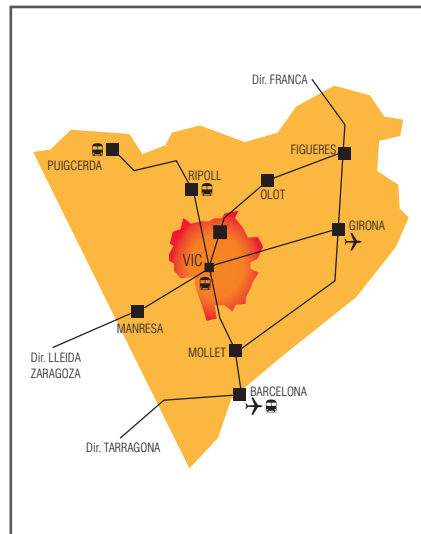 Dir. FRANCA
FIGUERES
PUIGCERDA
RIPOLL
OLOT
GIRONA
VIC
MANRESA
Dir. LLEIDA
ZARAGOZA
MOLLET
BARCELONA
Dir. TARRAGONA